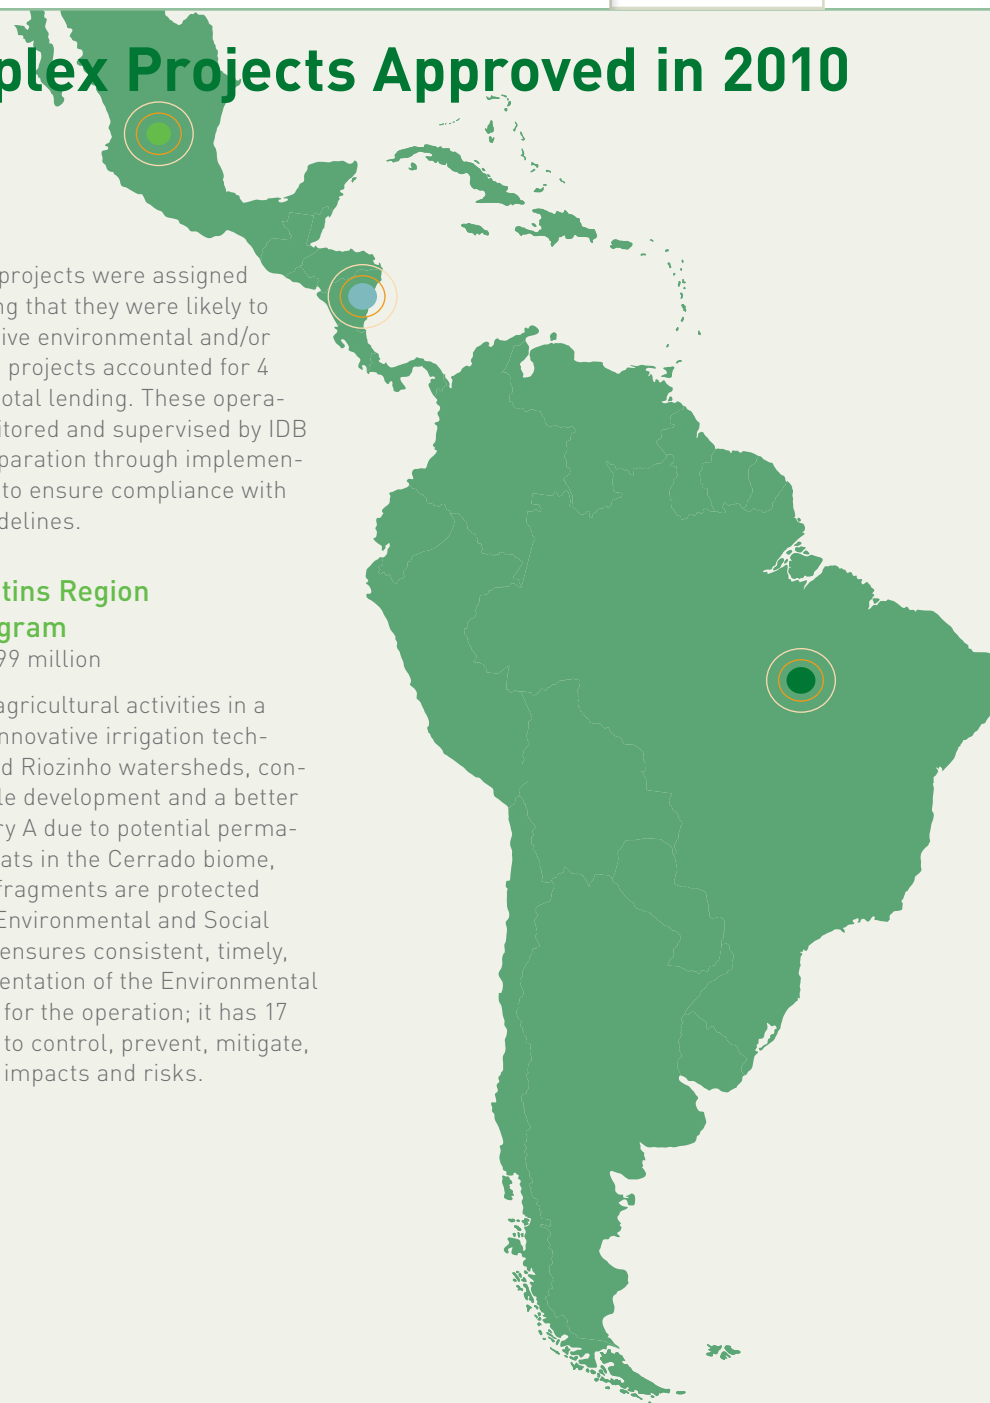 plex Projects Approved in 2010
projects were assigned
ng that they were likely to
ive environmental and/or
projects accounted for 4
otal lending. These opera-
itored and supervised by IDB
paration through implemen-
to ensure compliance with
delines.
tins Region
gram
99 million
agricultural activities in a
nnovative irrigation tech-
d Riozinho watersheds, con-
le development and a better
ry A due to potential perma-
ats in the Cerrado biome,
fragments are protected
Environmental and Social
ensures consistent, timely,
entation of the Environmental
for the operation; it has 17
to control, prevent, mitigate,
impacts and risks.